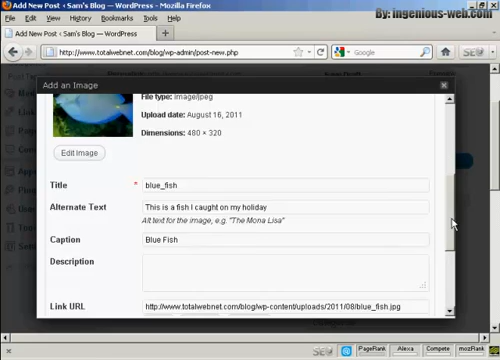 Add New Post ‹ Sam's Blog — WordPress - Mozilla Firefox
By: ingenious-web.com
File Edit View History Bookmarks Tools Help
Add New Post ‹ Sam's Blog — WordPress
http://www.totalwebnet.com/blog/wp-admin/post-new.php
Google
Add an Image
File type: image/jpeg
Upload date: August 16, 2011
Dimensions: 480 × 320
Edit Image
Title * blue_fish
Alternate Text This is a fish I caught on my holiday
Alt text for the image, e.g. "The Mona Lisa"
Caption Blue Fish
Description
Link URL http://www.totalwebnet.com/blog/wp-content/uploads/2011/08/blue_fish.jpg
Done
SEO PageRank Alexa Compete mozRank